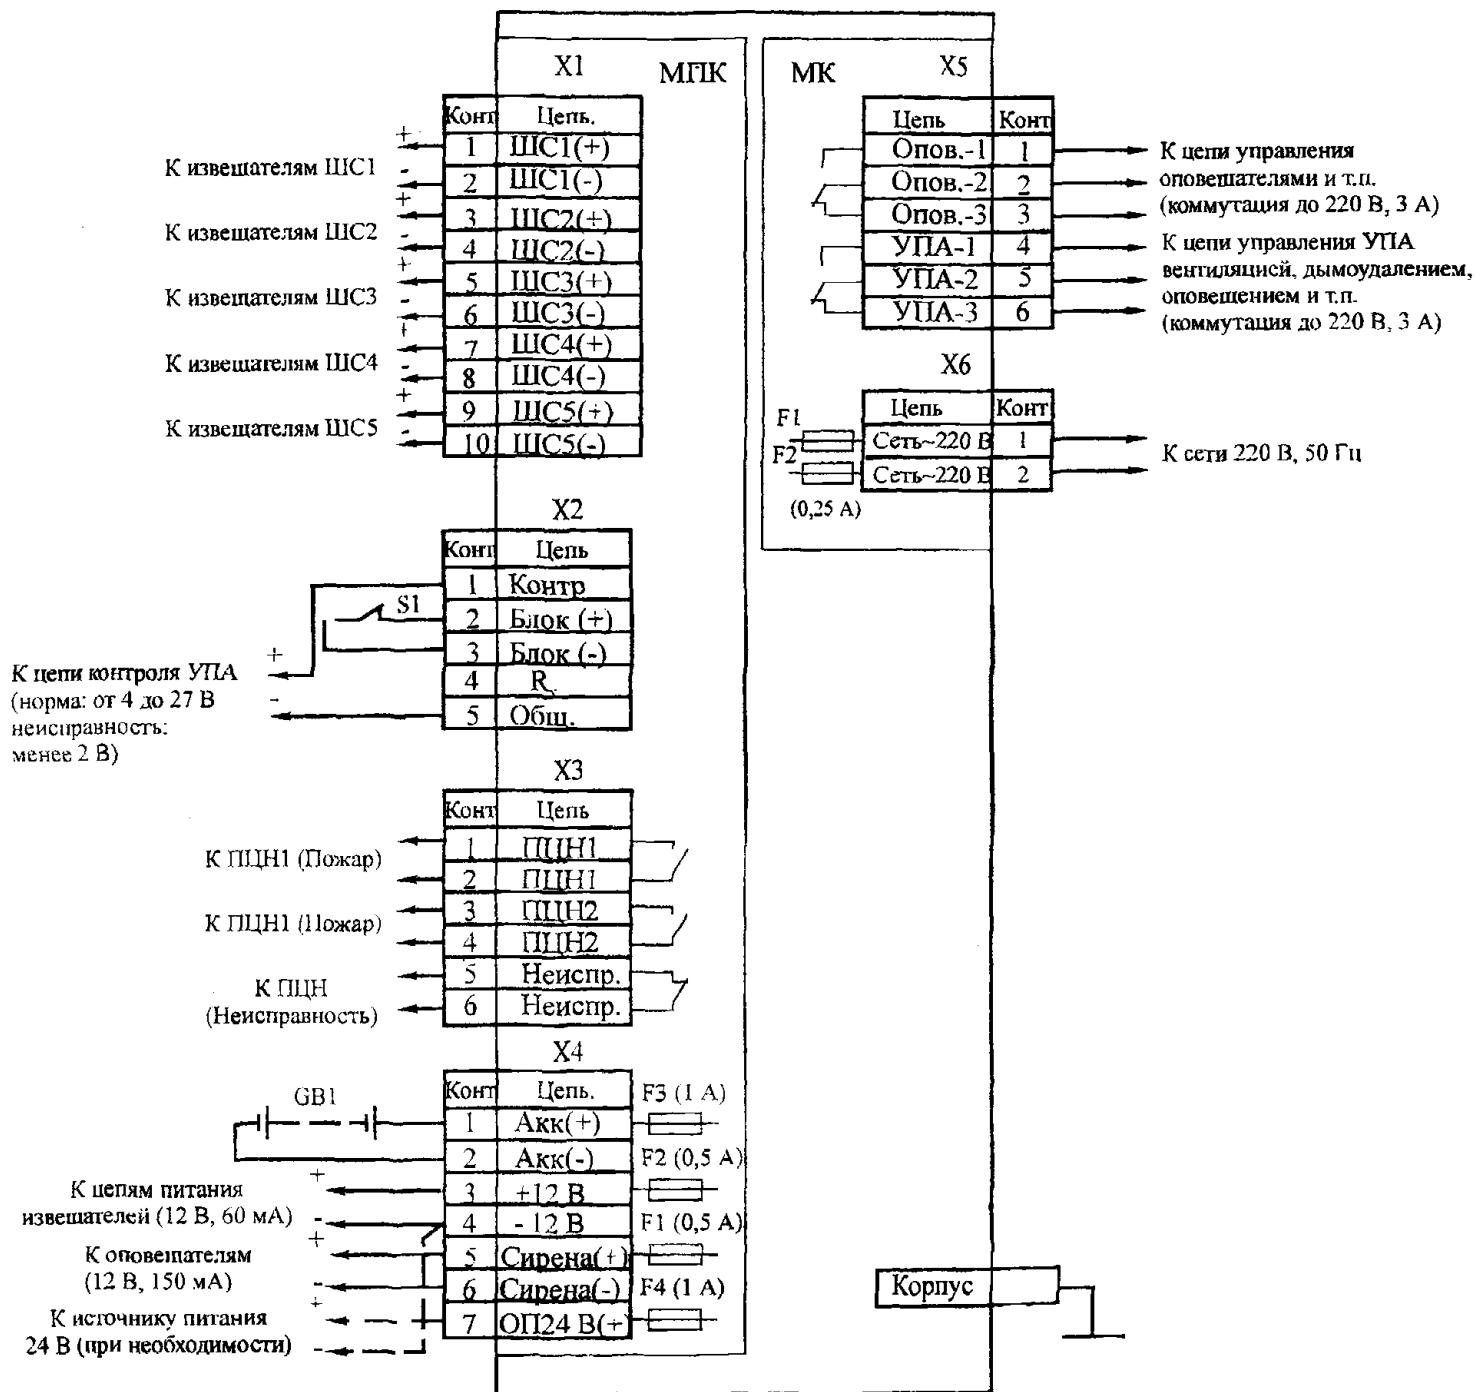 X1
МПК
Конт Цепь.
К извещателям ШС1
+ 1 ШС1(+)
- 2 ШС1(-)
К извещателям ШС2
+ 3 ШС2(+)
- 4 ШС2(-)
К извещателям ШС3
+ 5 ШС3(+)
- 6 ШС3(-)
К извещателям ШС4
+ 7 ШС4(+)
- 8 ШС4(-)
К извещателям ШС5
+ 9 ШС5(+)
- 10 ШС5(-)
X2
Конт Цепь
1 Контр
S1
2 Блок (+)
3 Блок (-)
4 R
5 Общ.
+
-
К цепи контроля УПА
(норма: от 4 до 27 В
неисправность:
менее 2 В)
X3
Конт Цепь
К ПЦН1 (Пожар)
1 ПЦН1
2 ПЦН1
К ПЦН1 (Пожар)
3 ПЦН2
4 ПЦН2
К ПЦН
(Неисправность)
5 Неиспр.
6 Неиспр.
X4
Конт Цепь.
GB1
1 Акк(+)
F3 (1 А)
2 Акк(-)
F2 (0,5 А)
К цепям питания
извещателей (12 В, 60 мА)
+ 3 +12 В
- 4 - 12 В
F1 (0,5 А)
К оповещателям
(12 В, 150 мА)
+ 5 Сирена(+)
- 6 Сирена(-)
F4 (1 А)
К источнику питания
24 В (при необходимости)
+ 7 ОП24 В(+)
-
МК
X5
Цепь Конт
Опов.-1 1
Опов.-2 2
Опов.-3 3
УПА-1 4
УПА-2 5
УПА-3 6
К цепи управления
оповещателями и т.п.
(коммутация до 220 В, 3 А)
К цепи управления УПА
вентиляцией, дымоудалением,
оповещением и т.п.
(коммутация до 220 В, 3 А)
X6
Цепь Конт
F1
Сеть~220 В 1
F2
Сеть~220 В 2
(0,25 А)
К сети 220 В, 50 Гц
Корпус